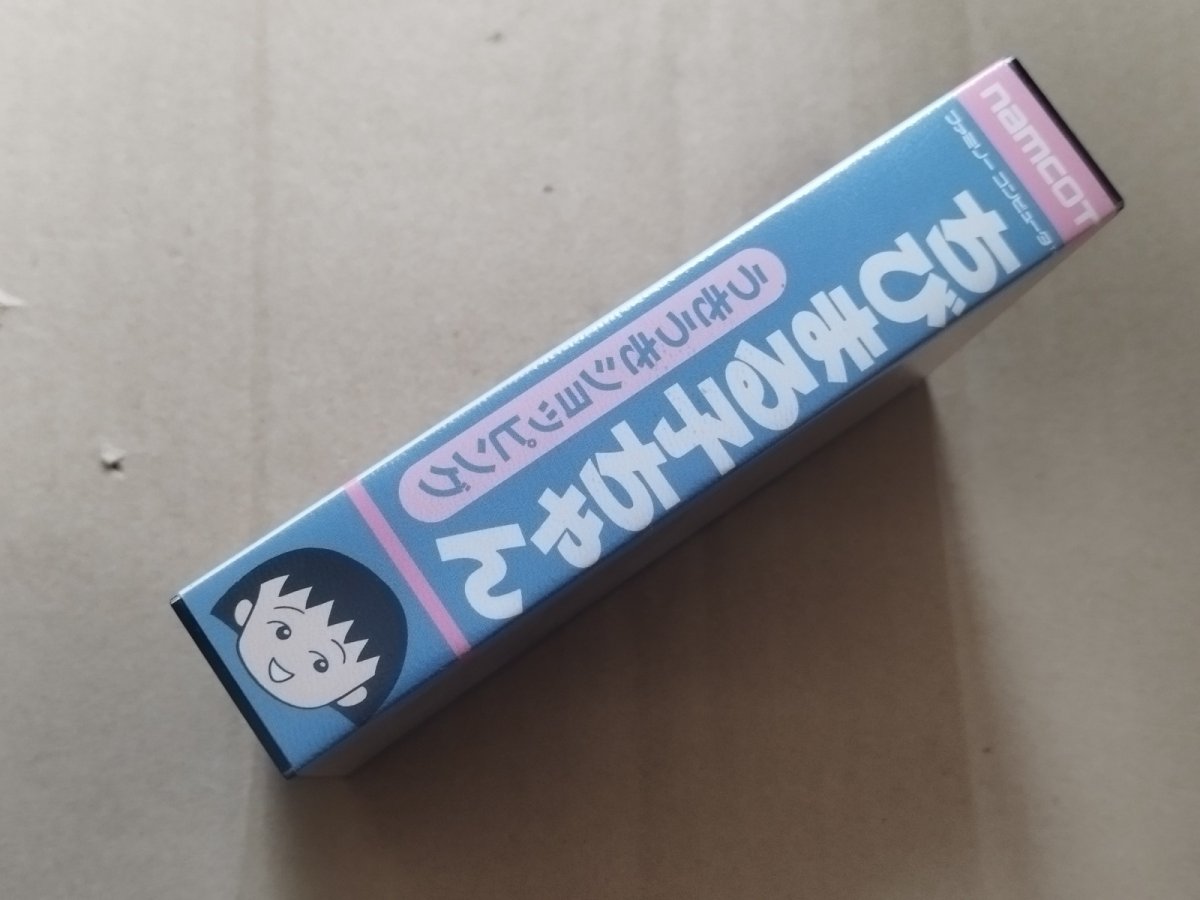 namcot
ファミリー コンピュータ
ちびまる子ちゃん
うきうきショッピング